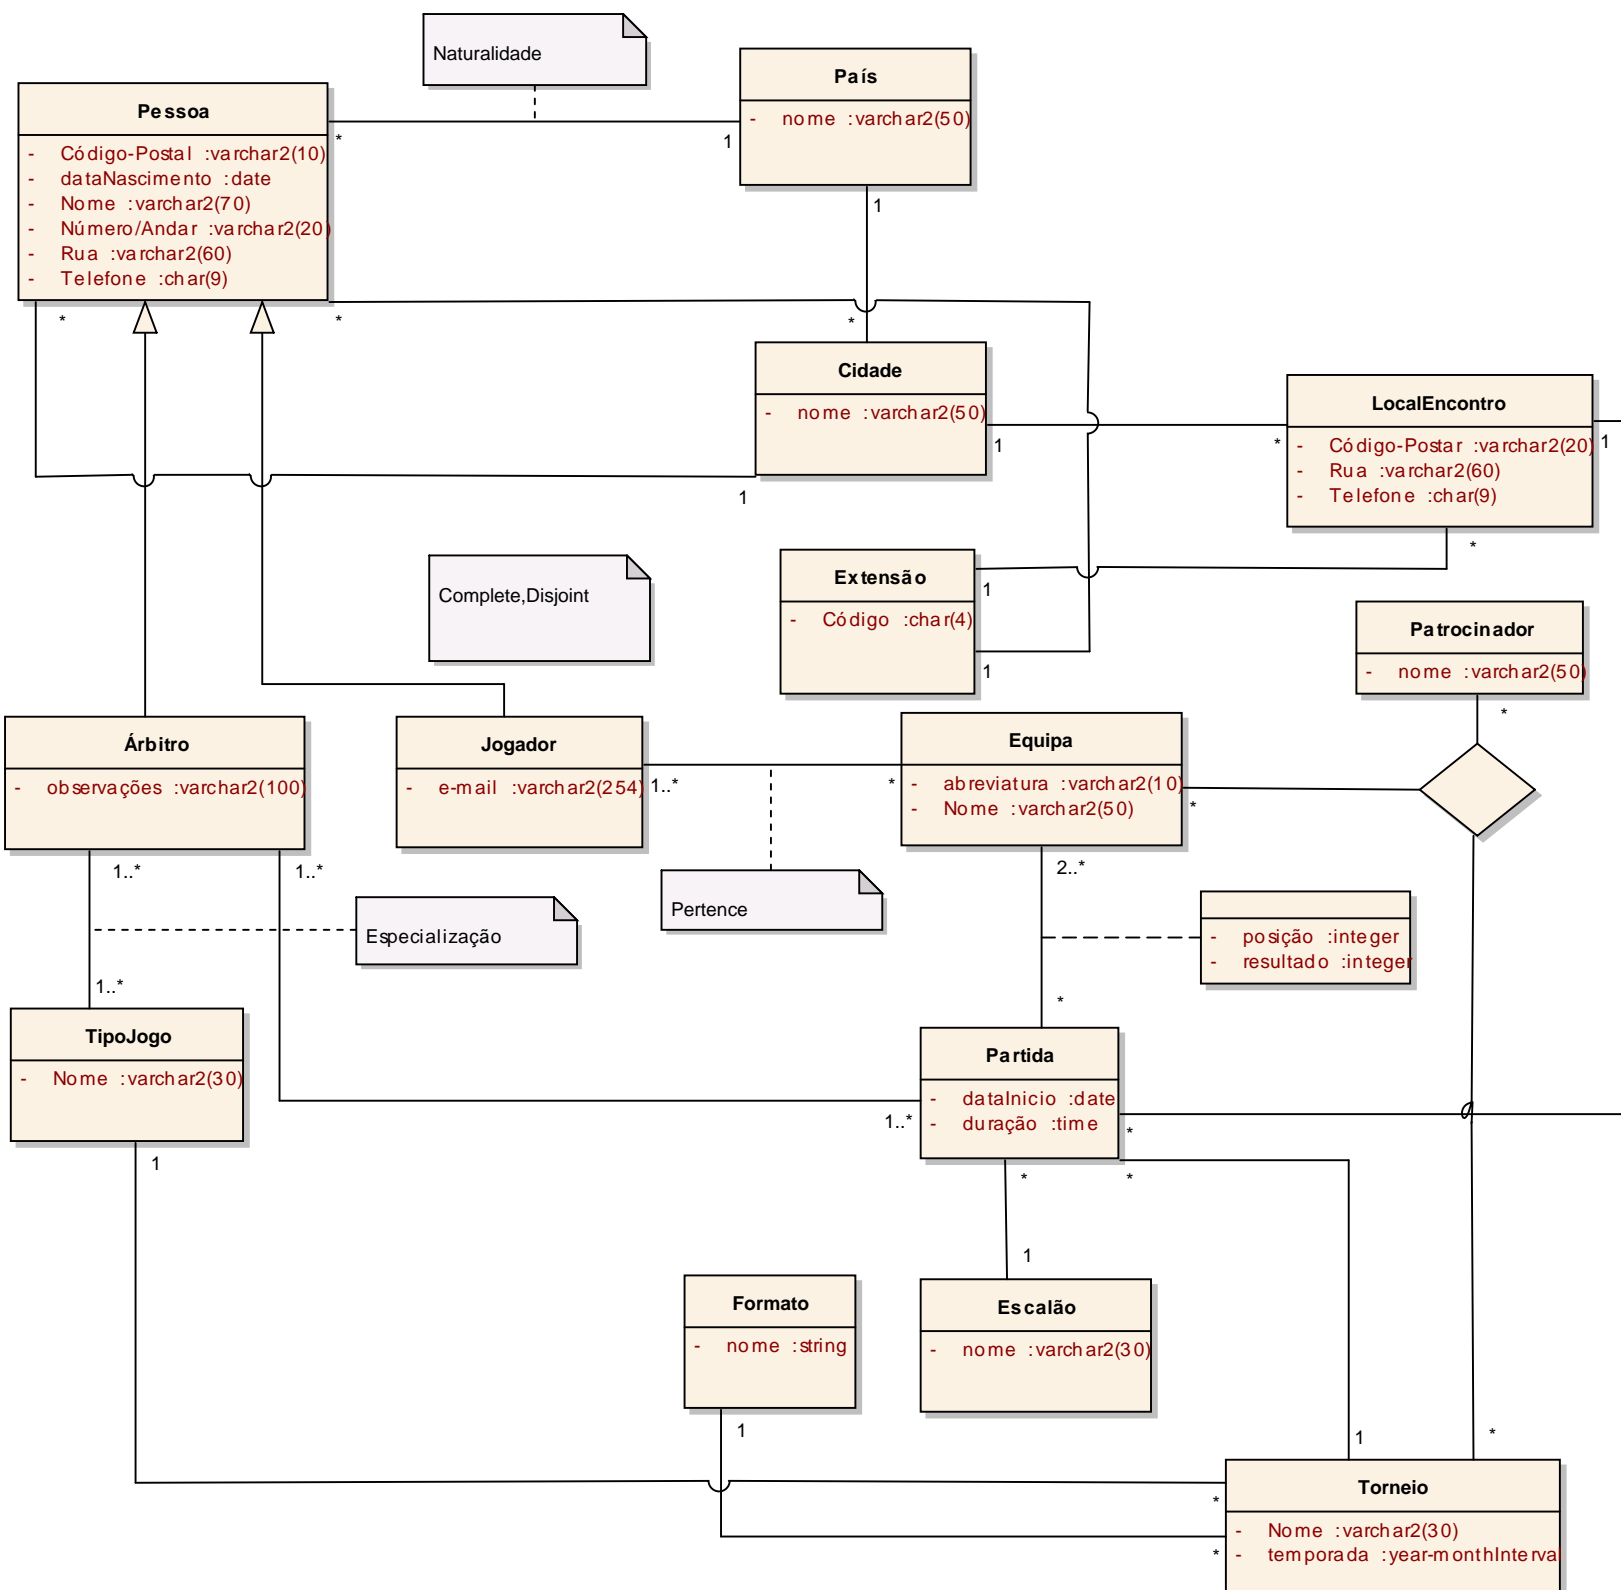 Naturalidade
País
- nome :varchar2(50)
Pessoa
- Código-Postal :varchar2(10)
- dataNascimento :date
- Nome :varchar2(70)
- Número/Andar :varchar2(20)
- Rua :varchar2(60)
- Telefone :char(9)
*
1
1
*
*
*
Cidade
- nome :varchar2(50)
1
*
1
LocalEncontro
- Código-Postar :varchar2(20)
- Rua :varchar2(60)
- Telefone :char(9)
1
*
Complete,Disjoint
Extensão
- Código :char(4)
1
1
Patrocinador
- nome :varchar2(50)
*
Árbitro
- observações :varchar2(100)
Jogador
- e-mail :varchar2(254)
1..*
*
Equipa
- abreviatura :varchar2(10)
- Nome :varchar2(50)
*
1..*
1..*
2..*
Pertence
Especialização
- posição :integer
- resultado :integer
1..*
*
TipoJogo
- Nome :varchar2(30)
Partida
- dataInicio :date
- duração :time
1..*
*
1
*
*
1
Formato
- nome :string
Escalão
- nome :varchar2(30)
1
1
*
Torneio
- Nome :varchar2(30)
- temporada :year-monthInterval
*
*